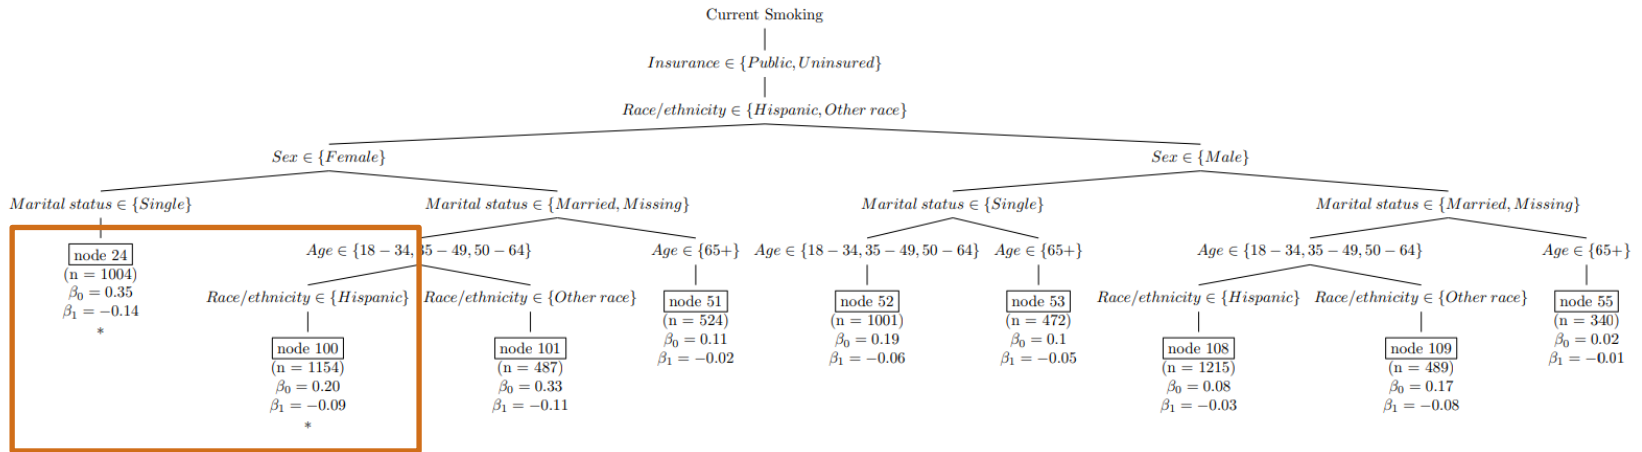 Current Smoking
Insurance ∈ {Public, Uninsured}
Race/ethnicity ∈ {Hispanic, Other race}
Sex ∈ {Female}
Sex ∈ {Male}
Marital status ∈ {Single}
Marital status ∈ {Married, Missing}
Marital status ∈ {Single}
Marital status ∈ {Married, Missing}
node 24
(n = 1004)
β₀ = 0.35
β₁ = −0.14
*
Age ∈ {18 − 34, 35 − 49, 50 − 64}
Age ∈ {65+}
Age ∈ {18 − 34, 35 − 49, 50 − 64}
Age ∈ {65+}
Age ∈ {18 − 34, 35 − 49, 50 − 64}
Age ∈ {65+}
Race/ethnicity ∈ {Hispanic}
Race/ethnicity ∈ {Other race}
node 51
(n = 524)
β₀ = 0.11
β₁ = −0.02
node 52
(n = 1001)
β₀ = 0.19
β₁ = −0.06
node 53
(n = 472)
β₀ = 0.1
β₁ = −0.05
Race/ethnicity ∈ {Hispanic}
Race/ethnicity ∈ {Other race}
node 55
(n = 340)
β₀ = 0.02
β₁ = −0.01
node 100
(n = 1154)
β₀ = 0.20
β₁ = −0.09
*
node 101
(n = 487)
β₀ = 0.33
β₁ = −0.11
node 108
(n = 1215)
β₀ = 0.08
β₁ = −0.03
node 109
(n = 489)
β₀ = 0.17
β₁ = −0.08